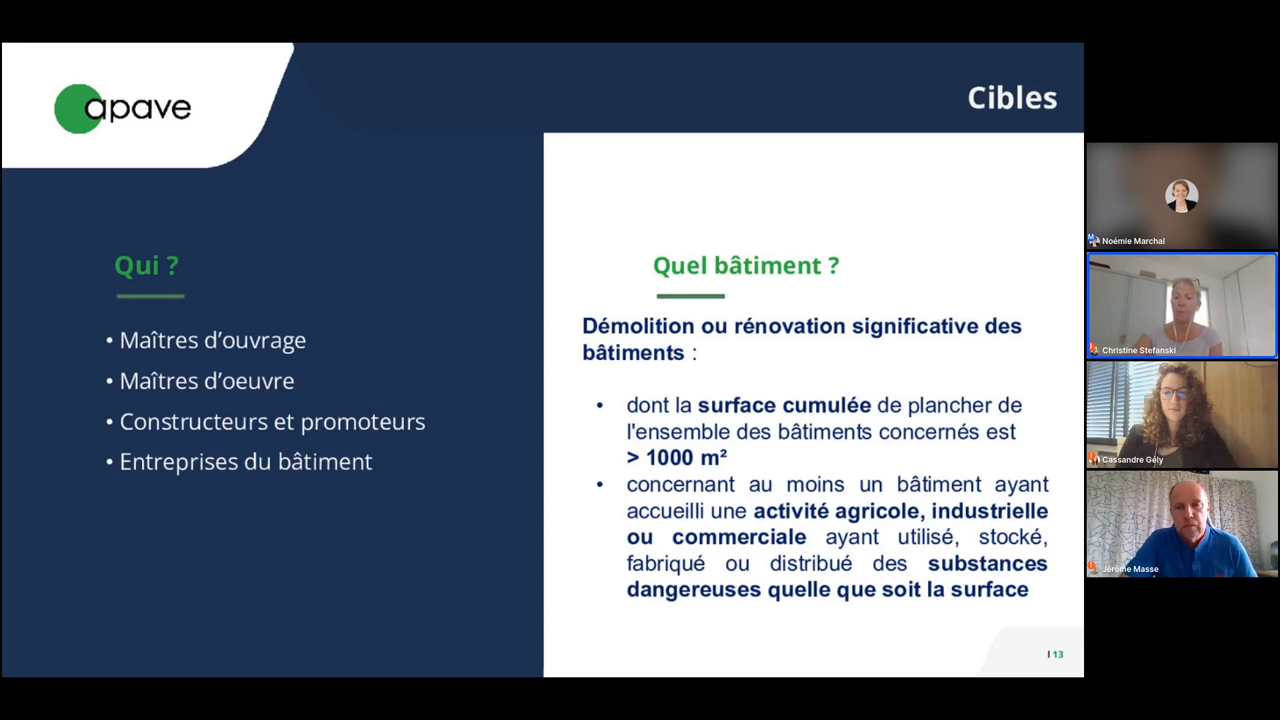 apave
Cibles
Qui ?
• Maîtres d’ouvrage
• Maîtres d'oeuvre
• Constructeurs et promoteurs
• Entreprises du bâtiment
Quel bâtiment ?
Démolition ou rénovation significative des
bâtiments :
• dont la surface cumulée de plancher de
l'ensemble des bâtiments concernés est
> 1000 m²
• concernant au moins un bâtiment ayant
accueilli une activité agricole, industrielle
ou commerciale ayant utilisé, stocké,
fabriqué ou distribué des substances
dangereuses quelle que soit la surface
I 13
Noémie Marchal
Christine Stefanski
Cassandre Gély
Jérôme Masse